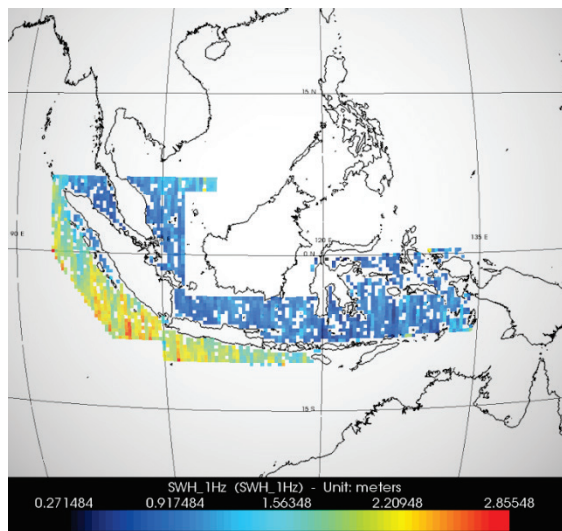 15 N
90 E
120 E
135 E
0 N
15 S
SWH_1Hz (SWH_1Hz) - Unit: meters
0.271484 0.917484 1.56348 2.20948 2.85548